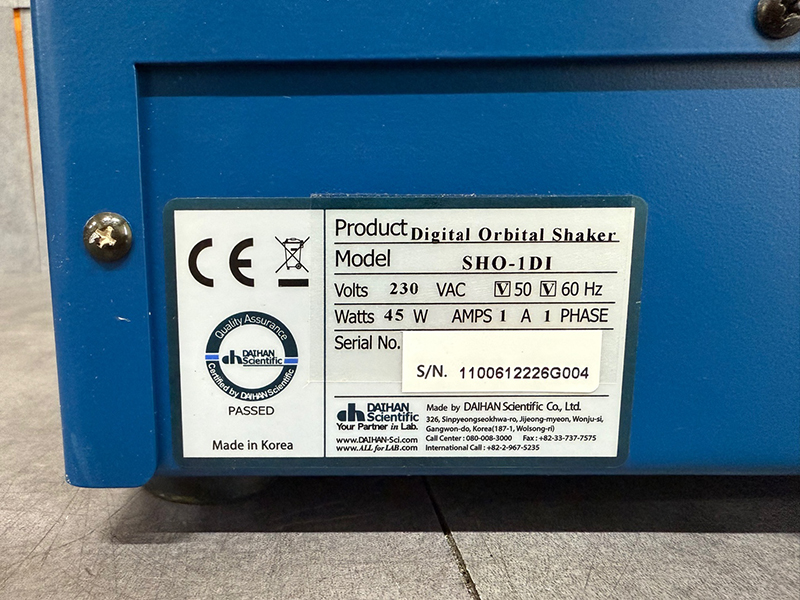 CE
Quality Assurance
dh DAIHAN
Scientific
Certified by DAIHAN Scientific
PASSED
Made in Korea
Product Digital Orbital Shaker
Model SHO-1DI
Volts 230 VAC V 50 V 60 Hz
Watts 45 W AMPS 1 A 1 PHASE
Serial No.
S/N. 1100612226G004
dh DAIHAN
Scientific
Your Partner in Lab.
www.DAIHAN-Sci.com
www.ALL for LAB.com
Made by DAIHAN Scientific Co., Ltd.
326, Sinpyeongseokhwa-ro, Jijeong-myeon, Wonju-si,
Gangwon-do, Korea(187-1, Wolsong-ri)
Call Center : 080-008-3000 Fax : +82-33-737-7575
International Call : +82-2-967-5235